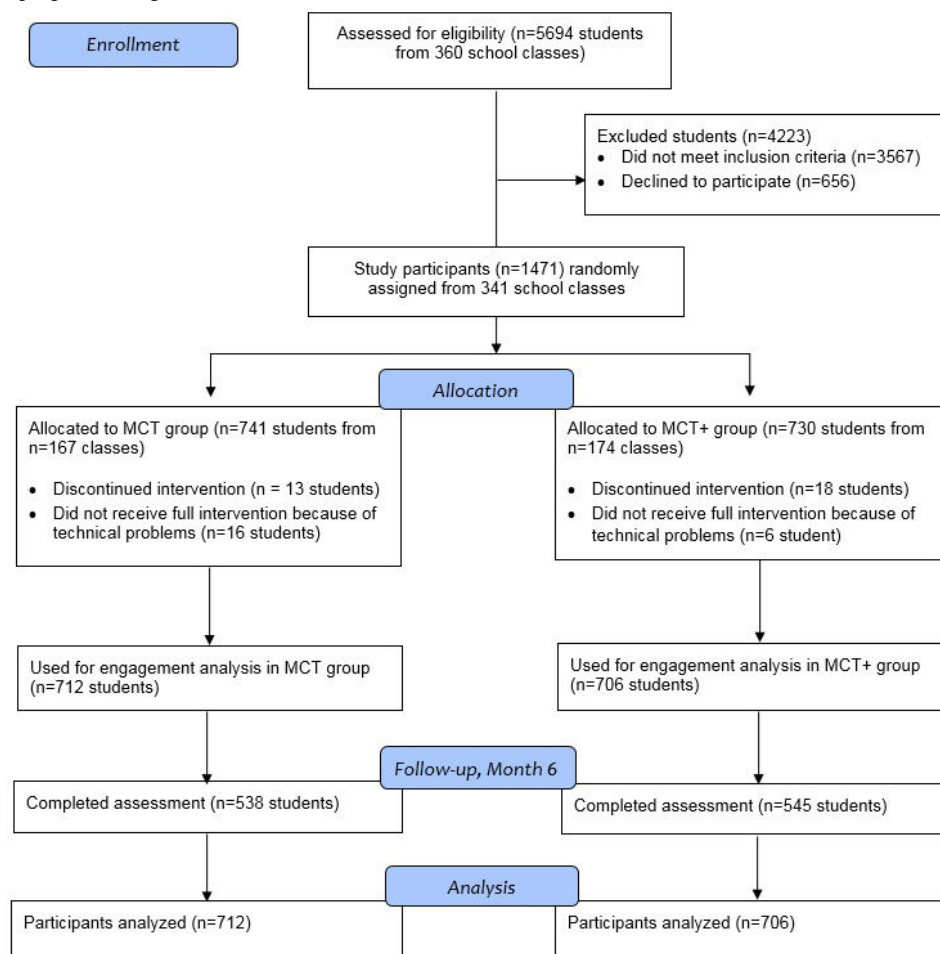 Enrollment
Assessed for eligibility (n=5694 students
from 360 school classes)
Excluded students (n=4223)
• Did not meet inclusion criteria (n=3567)
• Declined to participate (n=656)
Study participants (n=1471) randomly
assigned from 341 school classes
Allocation
Allocated to MCT group (n=741 students from
n=167 classes)
• Discontinued intervention (n = 13 students)
• Did not receive full intervention because of
technical problems (n=16 students)
Allocated to MCT+ group (n=730 students from
n=174 classes)
• Discontinued intervention (n=18 students)
• Did not receive full intervention because of
technical problems (n=6 student)
Used for engagement analysis in MCT group
(n=712 students)
Used for engagement analysis in MCT+ group
(n=706 students)
Follow-up, Month 6
Completed assessment (n=538 students)
Completed assessment (n=545 students)
Analysis
Participants analyzed (n=712)
Participants analyzed (n=706)